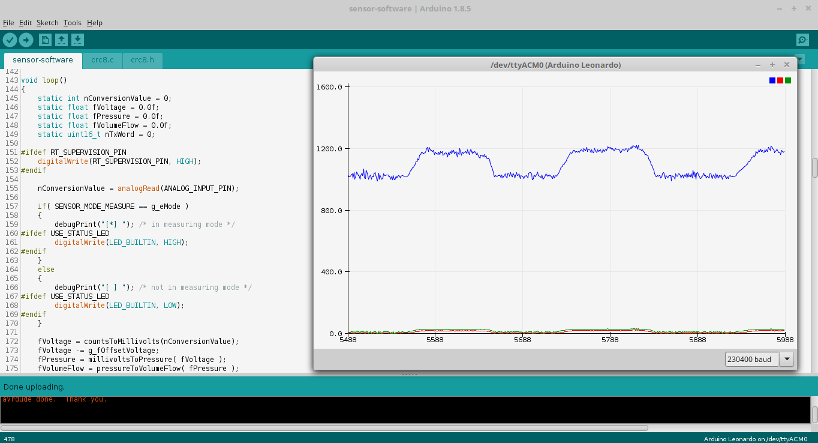 sensor-software | Arduino 1.8.5
File Edit Sketch Tools Help
sensor-software crc8.c crc8.h
142
143 void loop()
144 {
145 static int nConversionValue = 0;
146 static float fVoltage = 0.0f;
147 static float fPressure = 0.0f;
148 static float fVolumeFlow = 0.0f;
149 static uint16_t nTxWord = 0;
150
151 #ifdef RT_SUPERVISION_PIN
152 digitalWrite(RT_SUPERVISION_PIN, HIGH);
153 #endif
154
155 nConversionValue = analogRead(ANALOG_INPUT_PIN);
156
157 if( SENSOR_MODE_MEASURE == g_eMode )
158 {
159 debugPrint("[*] "); /* in measuring mode */
160 #ifdef USE_STATUS_LED
161 digitalWrite(LED_BUILTIN, HIGH);
162 #endif
163 }
164 else
165 {
166 debugPrint("[ ] "); /* not in measuring mode */
167 #ifdef USE_STATUS_LED
168 digitalWrite(LED_BUILTIN, LOW);
169 #endif
170 }
171
172 fVoltage = countsToMillivolts(nConversionValue);
173 fVoltage -= g_fOffsetVoltage;
174 fPressure = millivoltsToPressure( fVoltage );
175 fVolumeFlow = pressureToVolumeFlow( fPressure );
/dev/ttyACM0 (Arduino Leonardo)
1600.0
1200.0
800.0
400.0
0.0
5488 5588 5688 5788 5888 5988
230400 baud
Done uploading.
avrdude done. Thank you.
478
Arduino Leonardo on /dev/ttyACM0